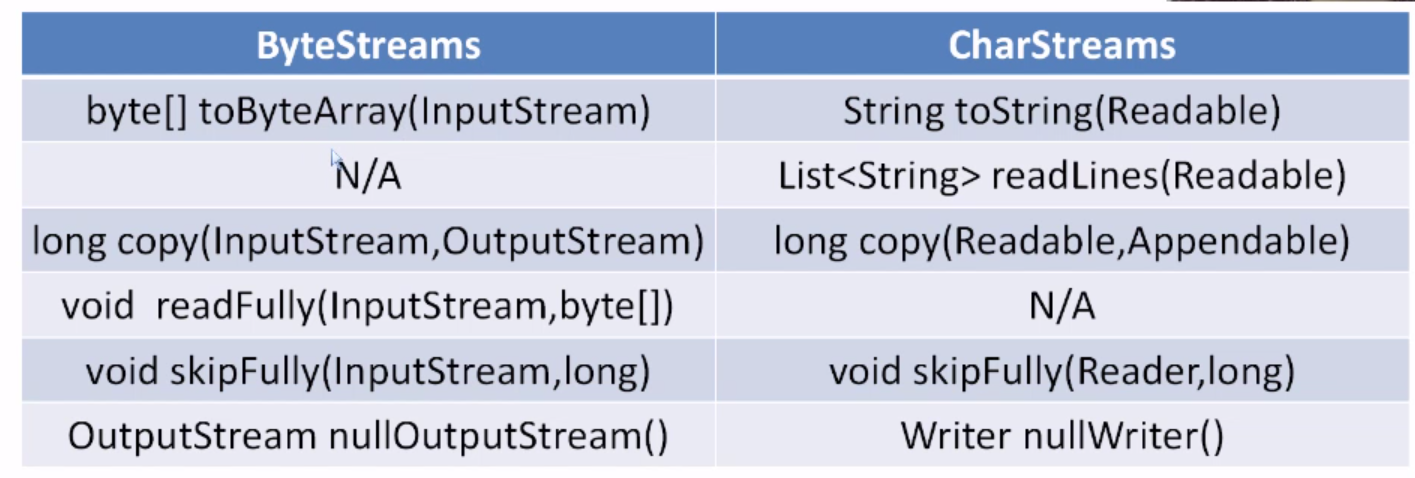 ByteStreams CharStreams
byte[] toByteArray(InputStream) String toString(Readable)
N/A List<String> readLines(Readable)
long copy(InputStream,OutputStream) long copy(Readable,Appendable)
void  readFully(InputStream,byte[]) N/A
void skipFully(InputStream,long) void skipFully(Reader,long)
OutputStream nullOutputStream() Writer nullWriter()